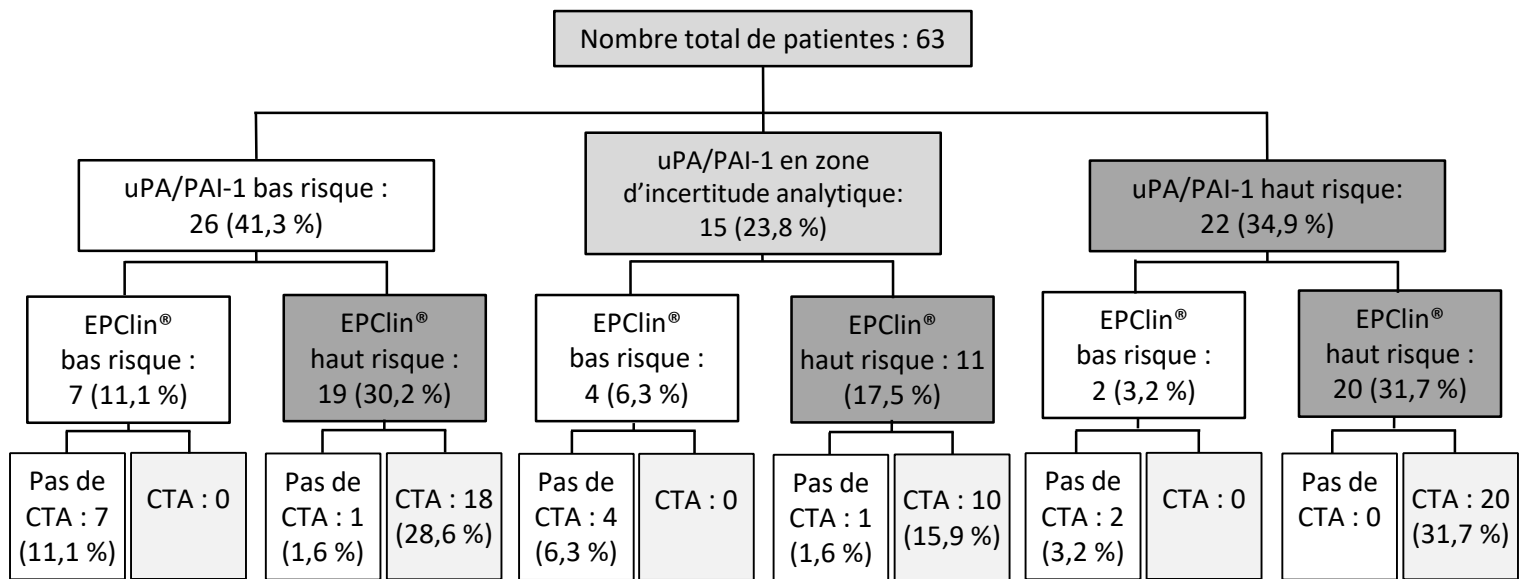 Nombre total de patientes : 63
uPA/PAI-1 bas risque :
26 (41,3 %)
uPA/PAI-1 en zone
d’incertitude analytique:
15 (23,8 %)
uPA/PAI-1 haut risque:
22 (34,9 %)
EPClin®
bas risque :
7 (11,1 %)
EPClin®
haut risque :
19 (30,2 %)
EPClin®
bas risque :
4 (6,3 %)
EPClin®
haut risque : 11
(17,5 %)
EPClin®
bas risque :
2 (3,2 %)
EPClin®
haut risque :
20 (31,7 %)
Pas de
CTA : 7
(11,1 %)
CTA : 0
Pas de
CTA : 1
(1,6 %)
CTA : 18
(28,6 %)
Pas de
CTA : 4
(6,3 %)
CTA : 0
Pas de
CTA : 1
(1,6 %)
CTA : 10
(15,9 %)
Pas de
CTA : 2
(3,2 %)
CTA : 0
Pas de
CTA : 0
CTA : 20
(31,7 %)